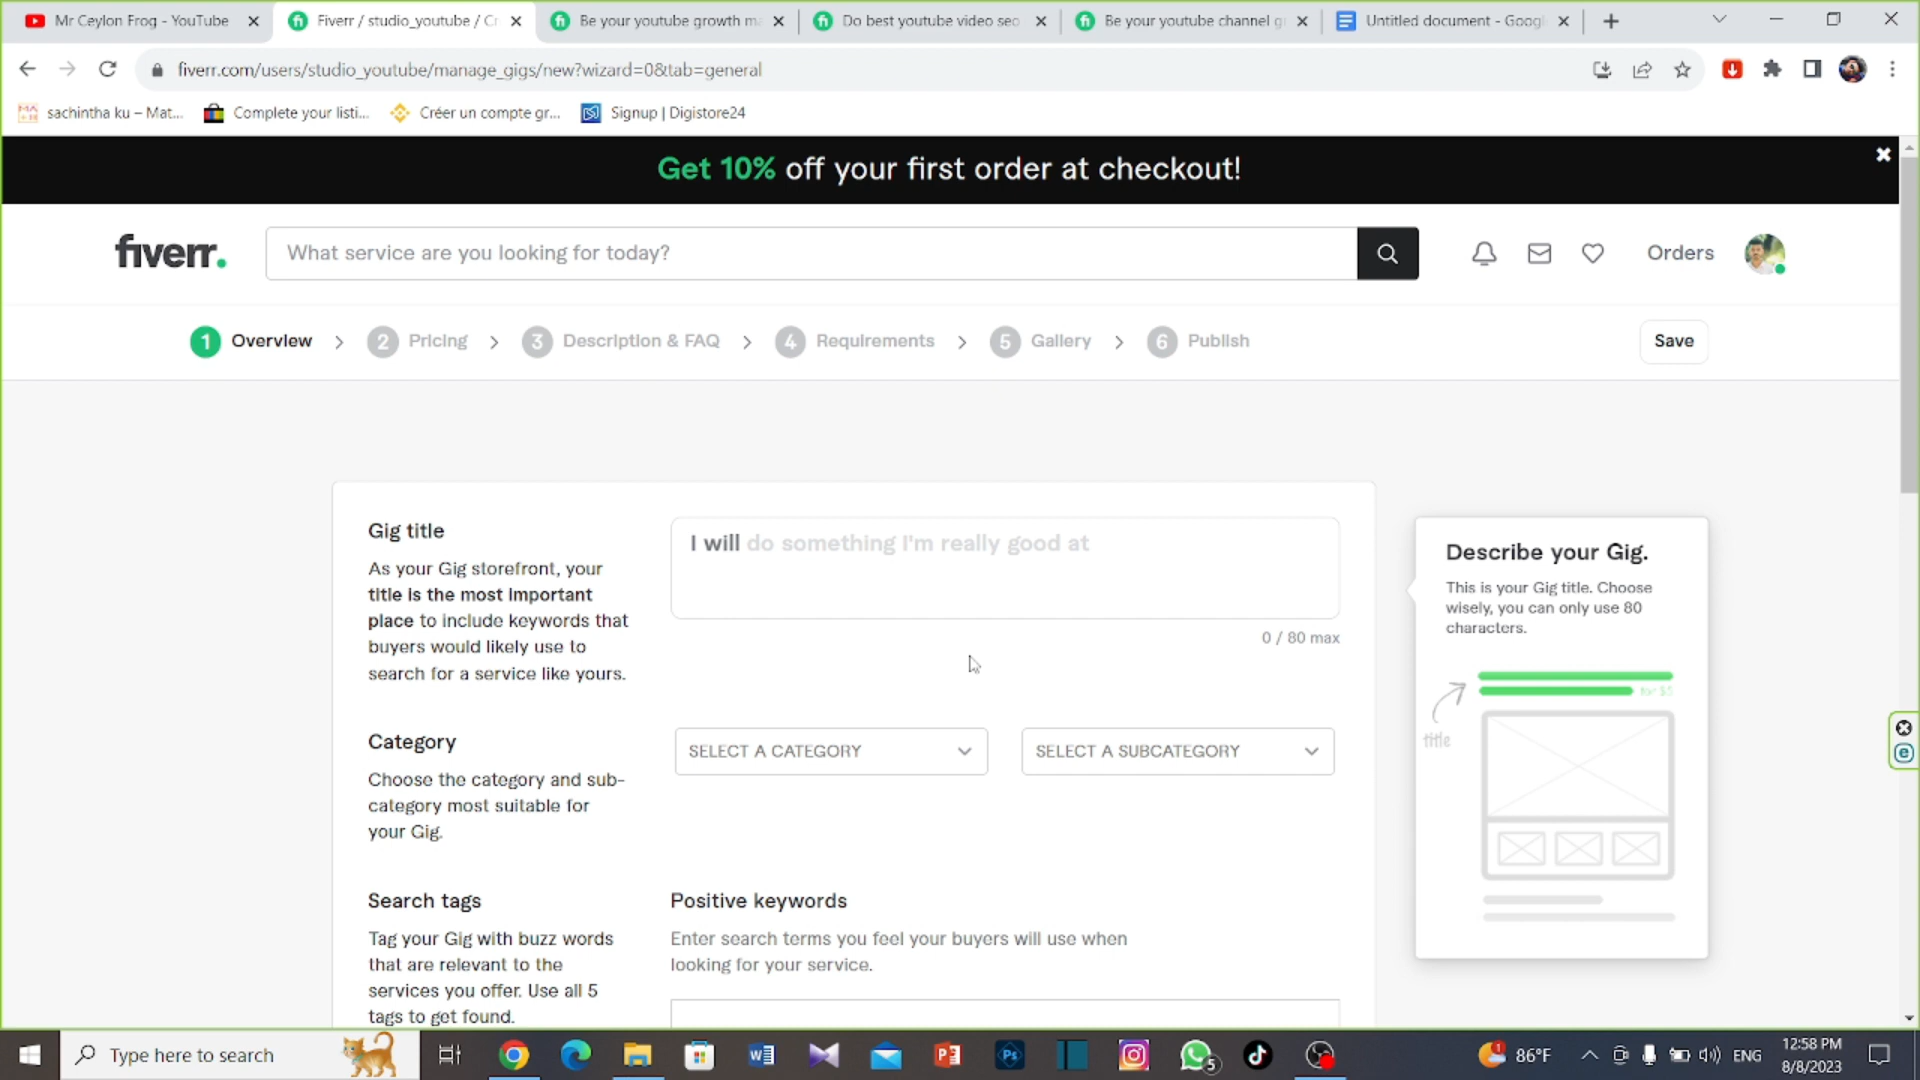 Mr Ceylon Frog - YouTube
Fiverr / studio_youtube / Cr
Be your youtube growth ma
Do best youtube video seo
Be your youtube channel g
Untitled document - Googl
fiverr.com/users/studio_youtube/manage_gigs/new?wizard=0&tab=general
sachintha ku – Mat...
Complete your listi...
Créer un compte gr...
Signup | Digistore24
Get 10% off your first order at checkout!
fiverr.
What service are you looking for today?
Orders
1 Overview
2 Pricing
3 Description & FAQ
4 Requirements
5 Gallery
6 Publish
Save
Gig title
As your Gig storefront, your
title is the most important
place to include keywords that
buyers would likely use to
search for a service like yours.
I will do something I'm really good at
0 / 80 max
Describe your Gig.
This is your Gig title. Choose
wisely, you can only use 80
characters.
for $5
title
Category
Choose the category and sub-
category most suitable for
your Gig.
SELECT A CATEGORY
SELECT A SUBCATEGORY
Search tags
Tag your Gig with buzz words
that are relevant to the
services you offer. Use all 5
tags to get found.
Positive keywords
Enter search terms you feel your buyers will use when
looking for your service.
Type here to search
Ps
5
1
86°F
ENG
12:58 PM
8/8/2023